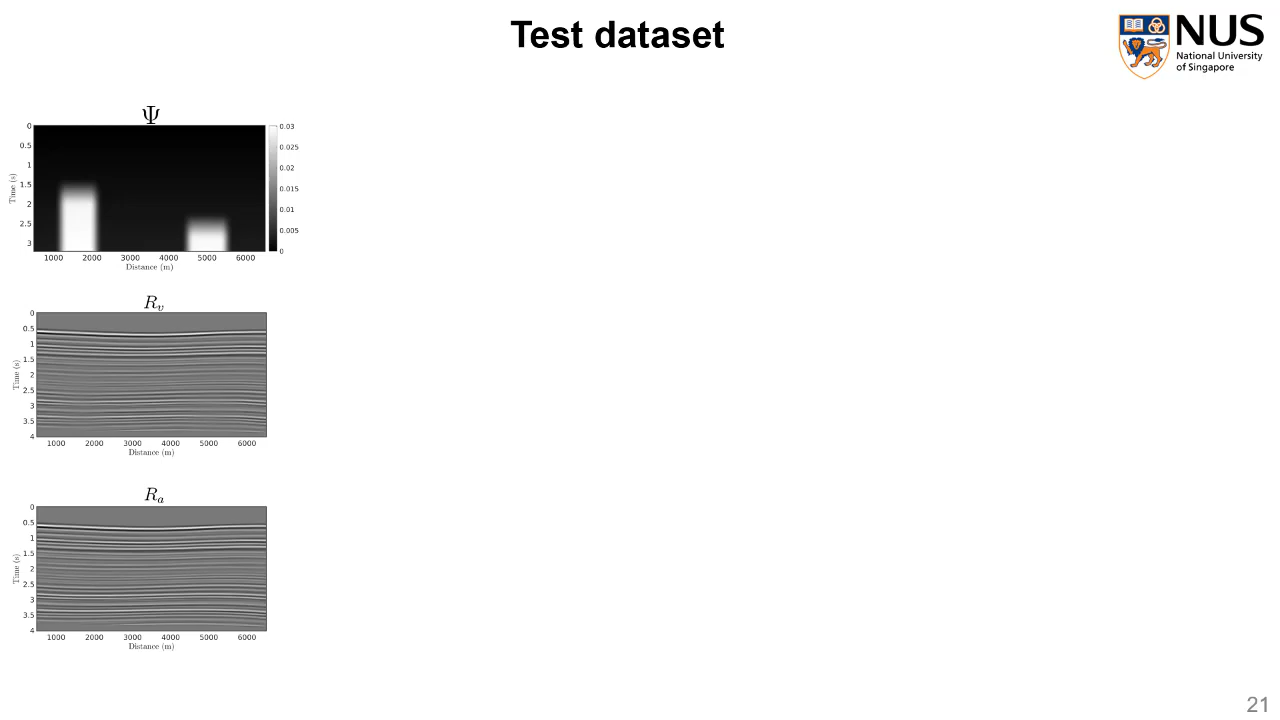 Test dataset
NUS
National University
of Singapore
Ψ
0
0.5
1
1.5
2
2.5
3
Time (s)
1000 2000 3000 4000 5000 6000
Distance (m)
0.03
0.025
0.02
0.015
0.01
0.005
0
R_v
0
0.5
1
1.5
2
2.5
3
3.5
4
Time (s)
1000 2000 3000 4000 5000 6000
Distance (m)
R_a
0
0.5
1
1.5
2
2.5
3
3.5
4
Time (s)
1000 2000 3000 4000 5000 6000
Distance (m)
21